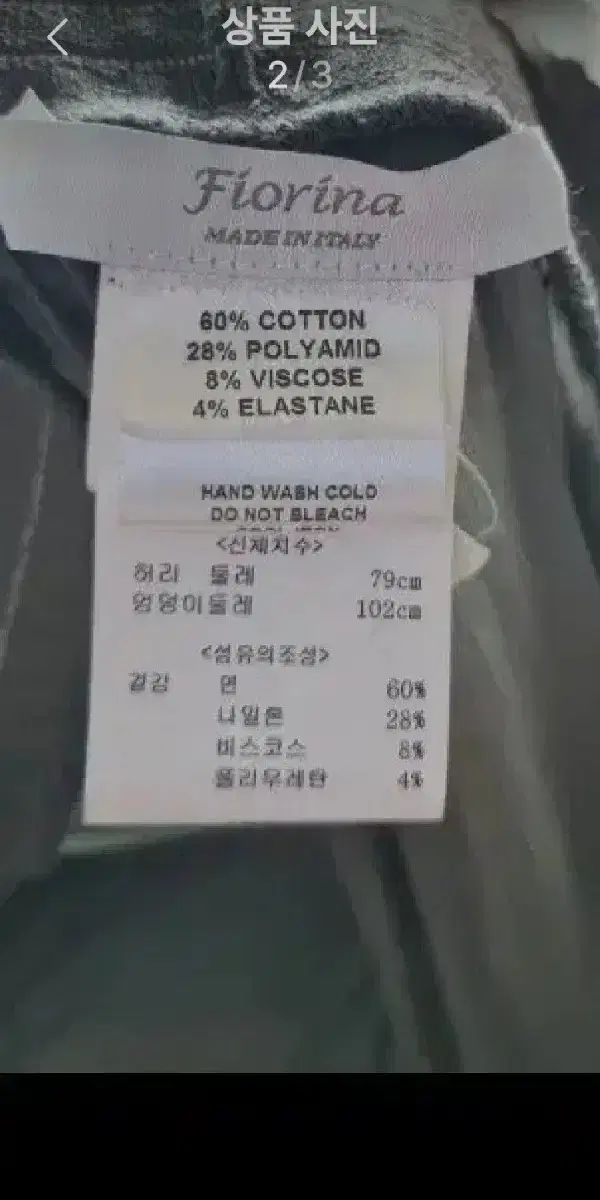 상품 사진
2/3
Fiorina
MADE IN ITALY
60% COTTON
28% POLYAMID
8% VISCOSE
4% ELASTANE
HAND WASH COLD
DO NOT BLEACH
<신체치수>
허리 둘레 79cm
엉덩이둘레 102cm
<섬유의조성>
겉감 면 60%
나일론 28%
비스코스 8%
폴리우레탄 4%